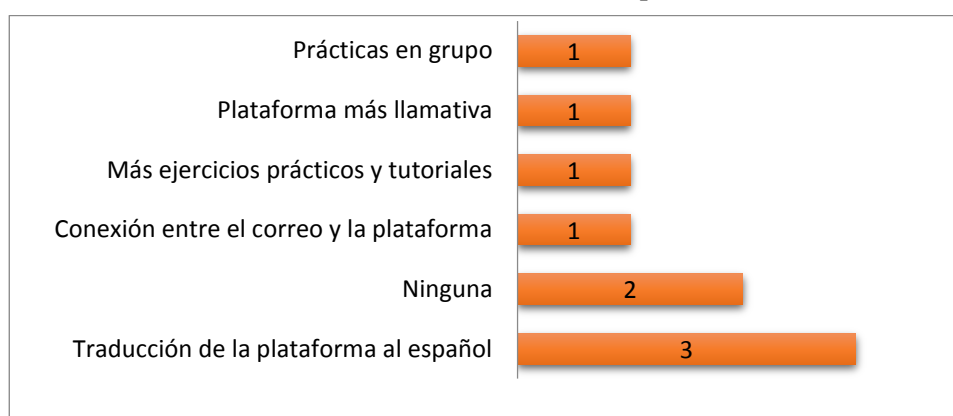 Prácticas en grupo 1
Plataforma más llamativa 1
Más ejercicios prácticos y tutoriales 1
Conexión entre el correo y la plataforma 1
Ninguna 2
Traducción de la plataforma al español 3